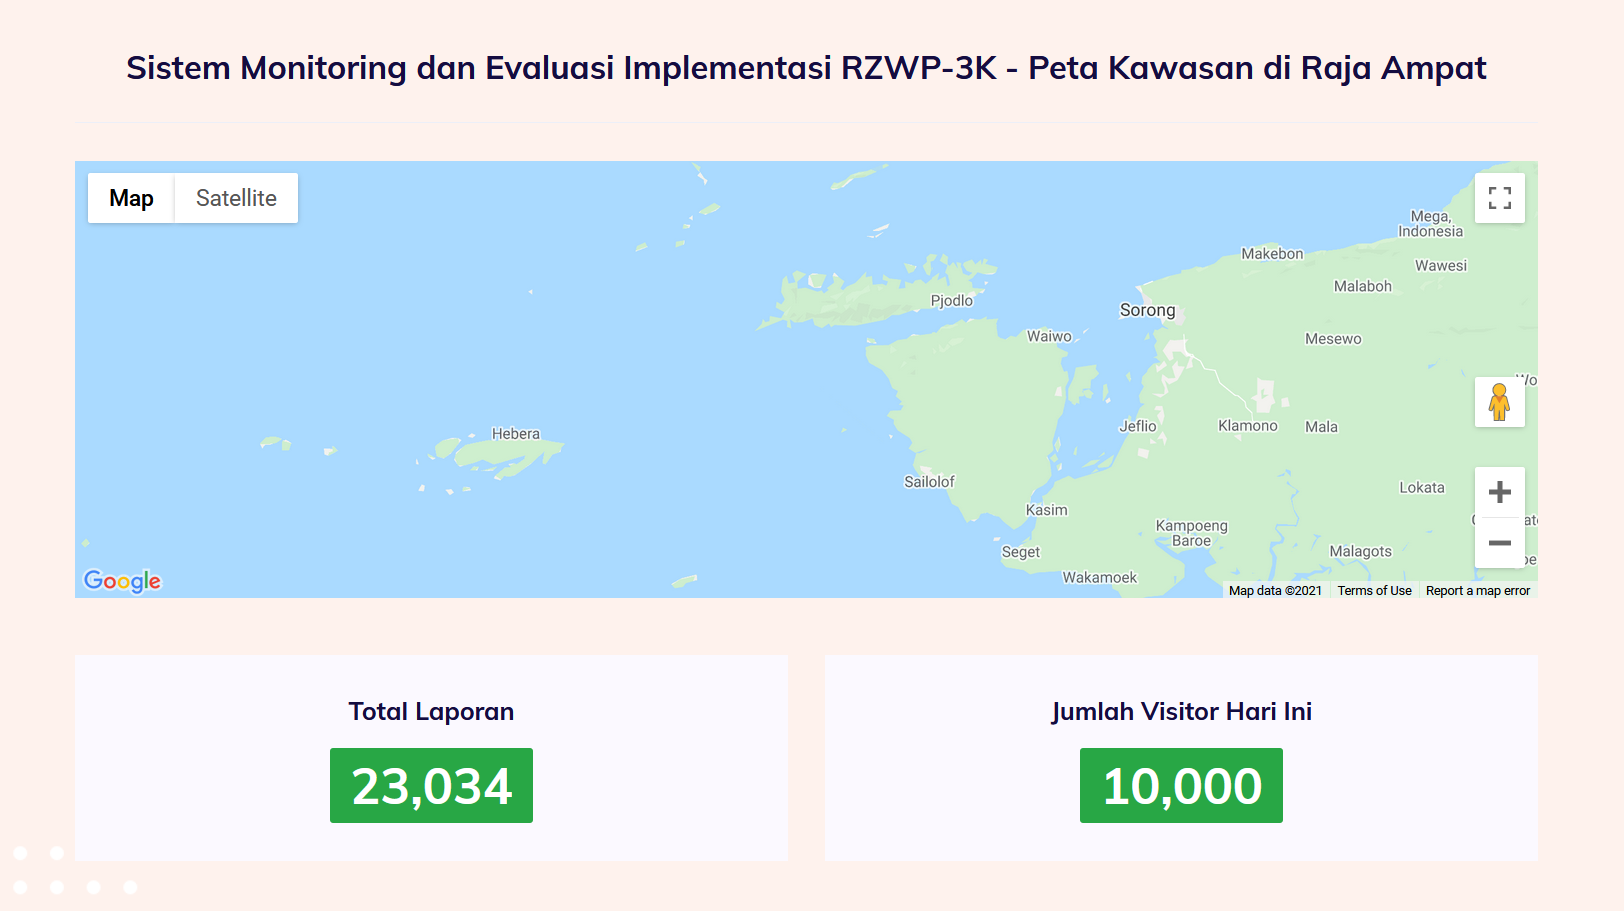 Sistem Monitoring dan Evaluasi Implementasi RZWP-3K - Peta Kawasan di Raja Ampat
Map
Satellite
Mega,
Indonesia
Makebon
Wawesi
Malaboh
Pjodlo
Sorong
Waiwo
Mesewo
Wo
Jeflio
Klamono
Mala
Hebera
Sailolof
Lokata
Kasim
Kampoeng
Baroe
Seget
Malagots
Wakamoek
Google
Map data ©2021
Terms of Use
Report a map error
Total Laporan
23,034
Jumlah Visitor Hari Ini
10,000